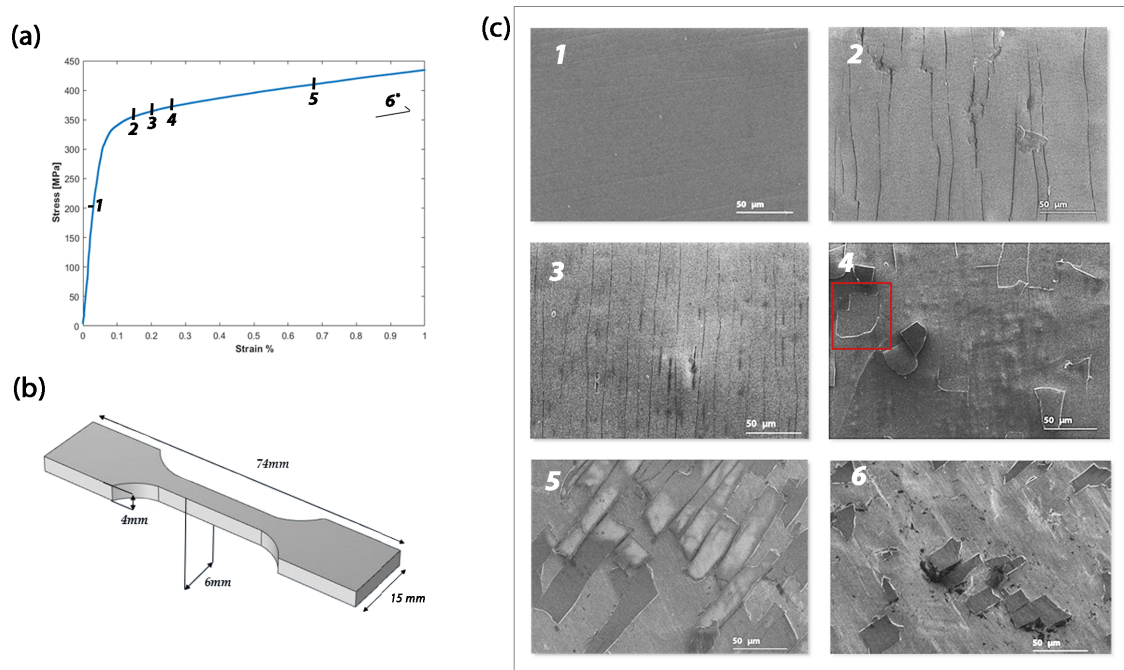 (a)
450
400
350
300
250
200
150
100
50
0
Stress [MPa]
1
2
3
4
5
6*
0 0.1 0.2 0.3 0.4 0.5 0.6 0.7 0.8 0.9 1
Strain %
(b)
74mm
4mm
6mm
15 mm
(c)
1
50 μm
2
50 μm
3
50 μm
4
50 μm
5
50 μm
6
50 μm